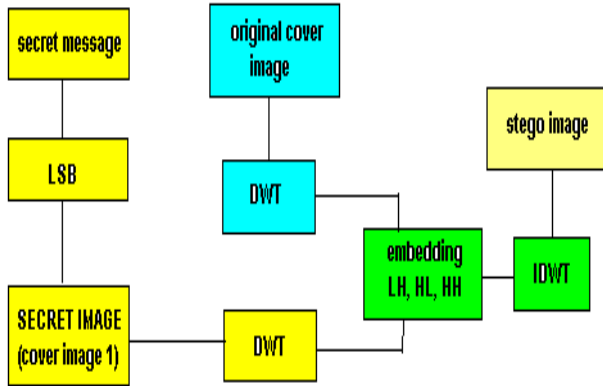 secret message
original cover
image
stego image
LSB
DWT
embedding
LH, HL, HH
IDWT
SECRET IMAGE
(cover image 1)
DWT